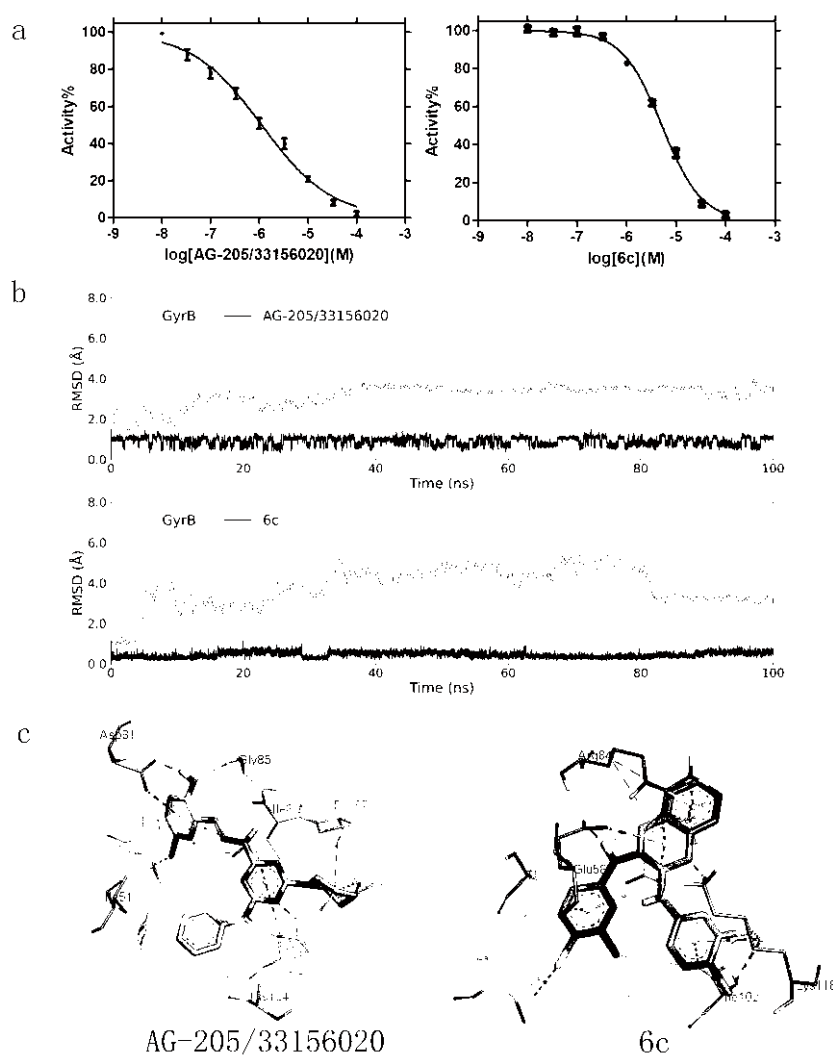 a
100
80
60
40
20
0
Activity%
-9 -8 -7 -6 -5 -4 -3
log[AG-205/33156020](M)
100
80
60
40
20
0
Activity%
-9 -8 -7 -6 -5 -4 -3
log[6c](M)
b
8.0
6.0
4.0
2.0
0.0
RMSD (Å)
GyrB AG-205/33156020
0 20 40 60 80 100
Time (ns)
8.0
6.0
4.0
2.0
0.0
RMSD (Å)
GyrB 6c
0 20 40 60 80 100
Time (ns)
c
Gly85
Arg84
Glu58
Lys118
AG-205/33156020
6c